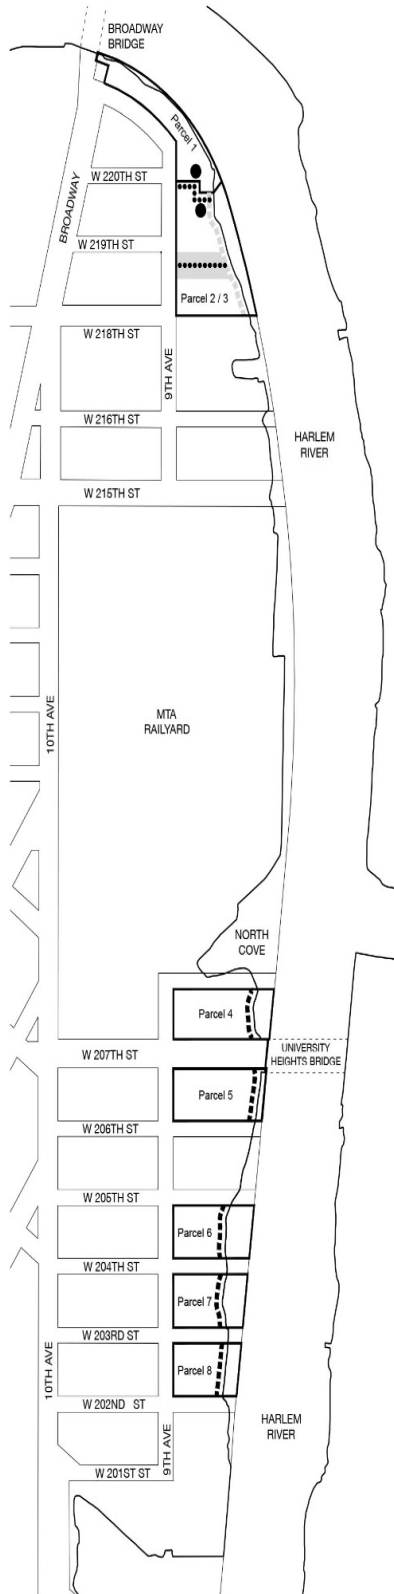 BROADWAY
BRIDGE
Parcel 1
W 220TH ST
BROADWAY
W 219TH ST
Parcel 2 / 3
W 218TH ST
9TH AVE
W 216TH ST
HARLEM
RIVER
W 215TH ST
10TH AVE
MTA
RAILYARD
NORTH
COVE
Parcel 4
W 207TH ST
UNIVERSITY
HEIGHTS BRIDGE
Parcel 5
W 206TH ST
W 205TH ST
Parcel 6
W 204TH ST
Parcel 7
W 203RD ST
10TH AVE
Parcel 8
W 202ND ST
9TH AVE
HARLEM
RIVER
W 201ST ST